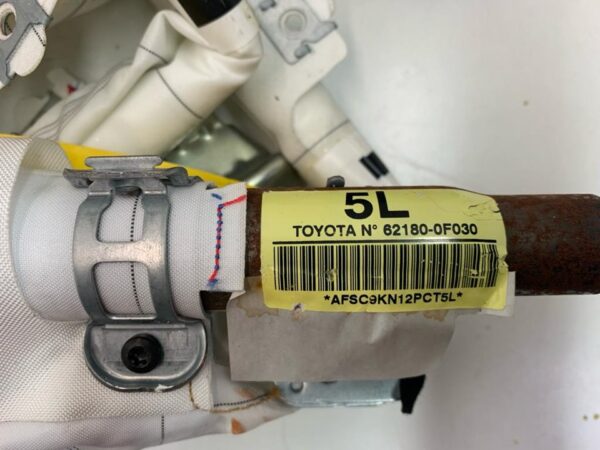 5L
TOYOTA N° 62180-0F030
*AFSC9KN12PCT5L*